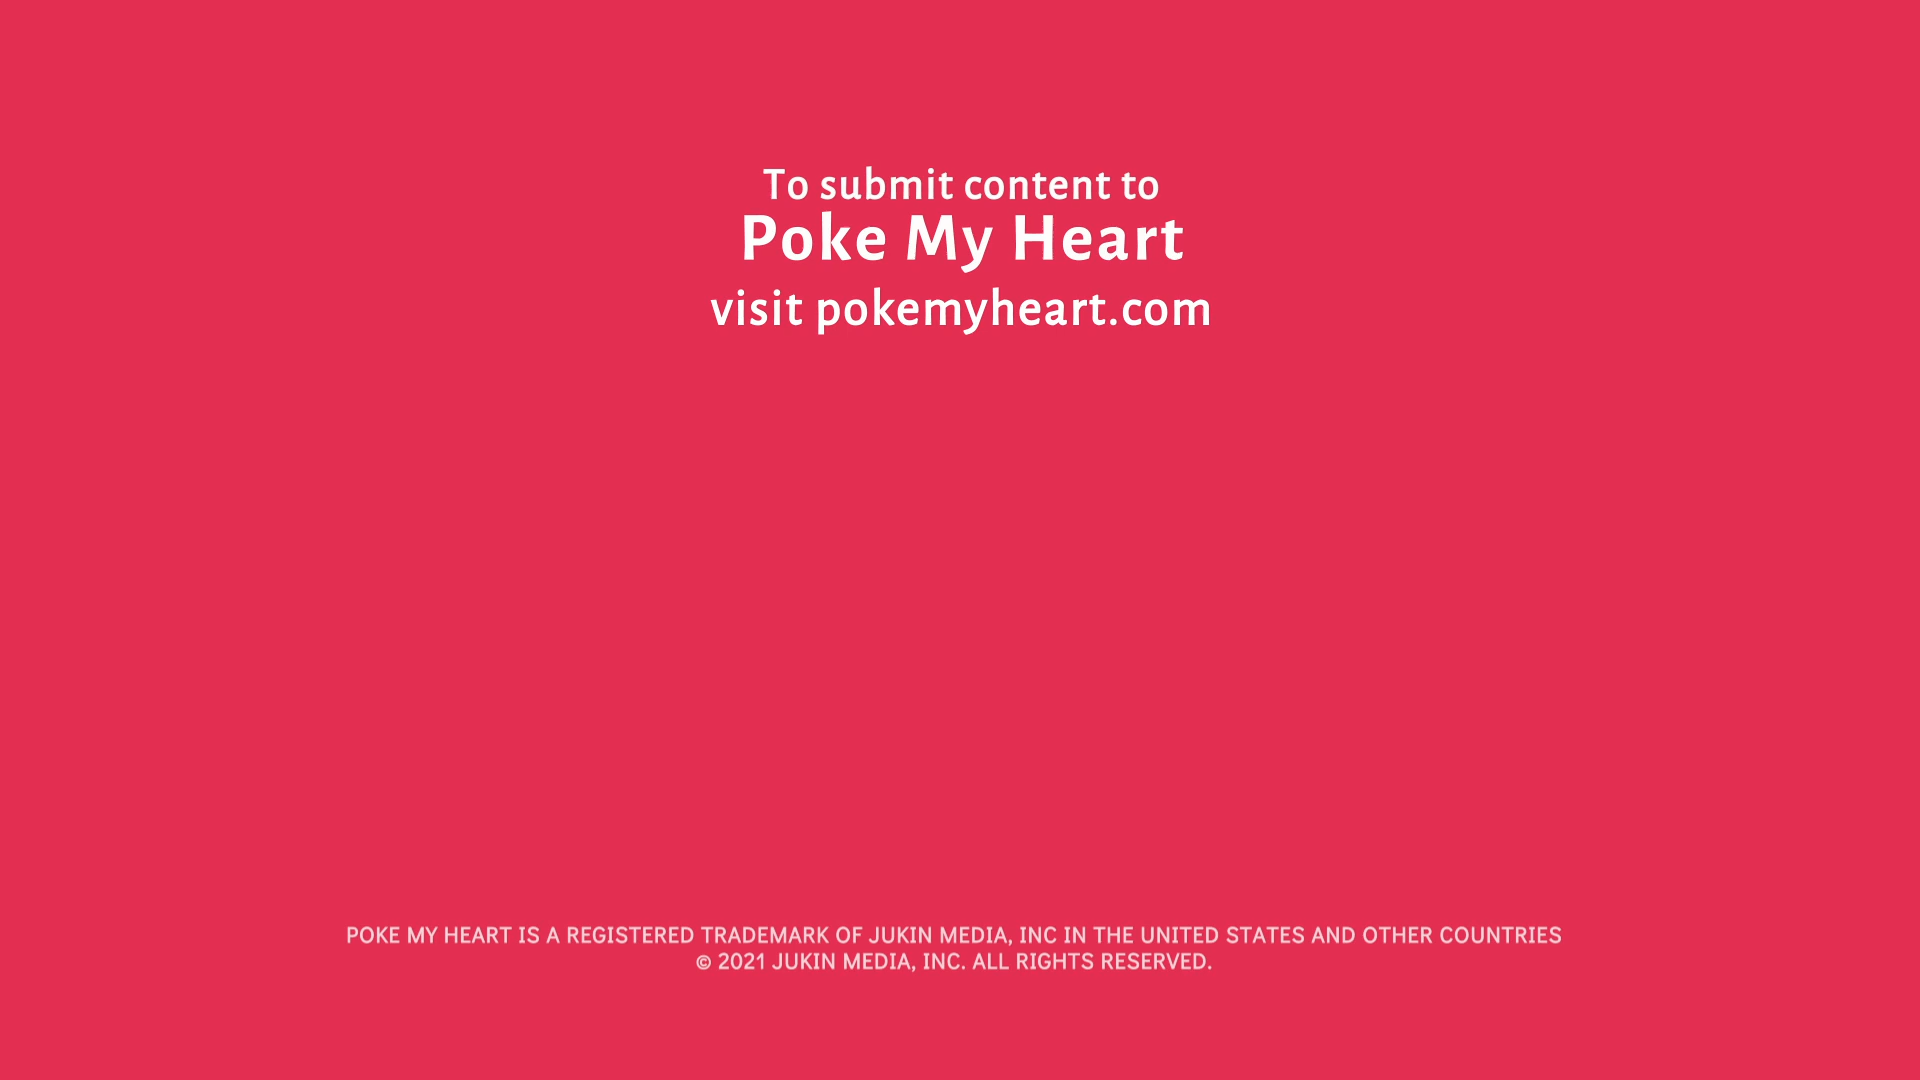 To submit content to
Poke My Heart
visit pokemyheart.com
POKE MY HEART IS A REGISTERED TRADEMARK OF JUKIN MEDIA, INC IN THE UNITED STATES AND OTHER COUNTRIES
© 2021 JUKIN MEDIA, INC. ALL RIGHTS RESERVED.